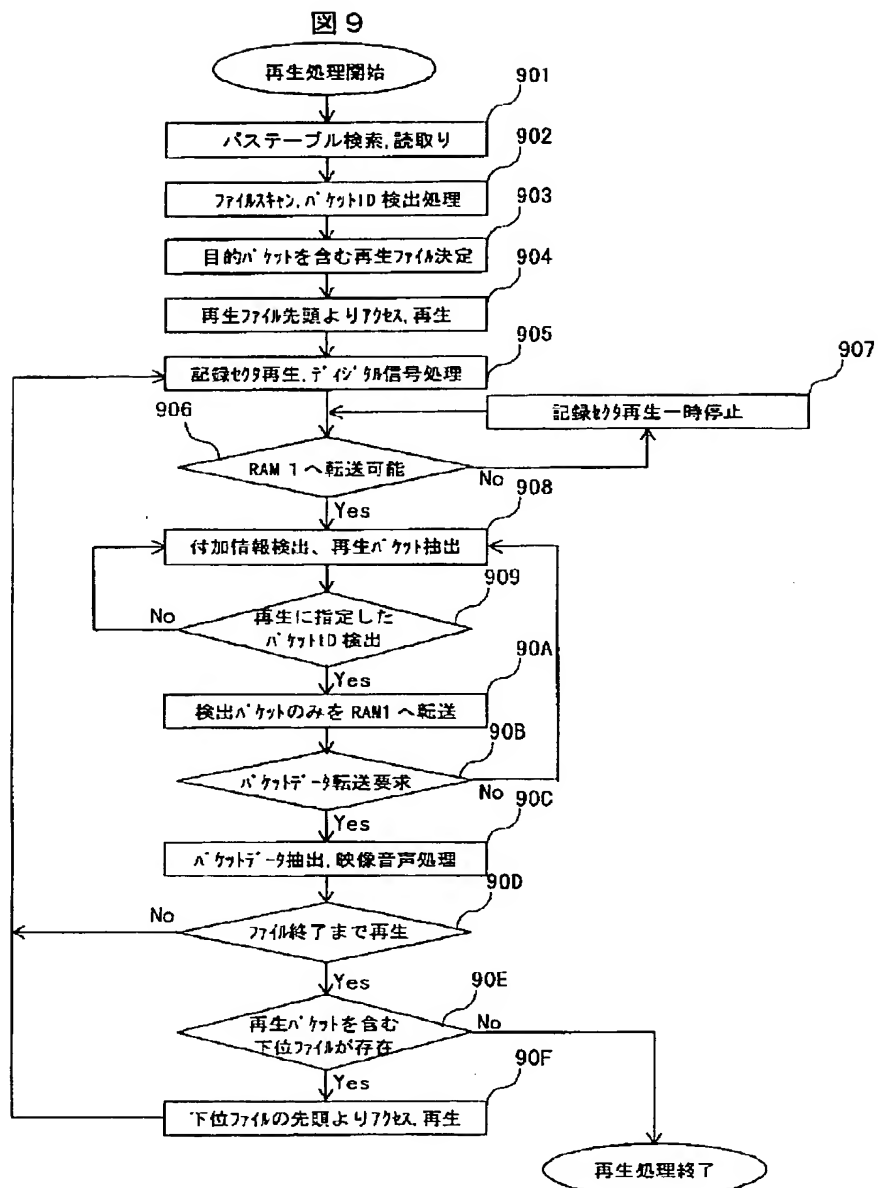 図9
再生処理開始
901
パステーブル検索,読取り
902
ファイルスキャン,パケットID検出処理
903
目的パケットを含む再生ファイル決定
904
再生ファイル先頭よりアクセス,再生
905
記録セクタ再生,ディジタル信号処理
907
記録セクタ再生一時停止
906
RAM 1へ転送可能
No
Yes
908
付加情報検出、再生パケット抽出
909
再生に指定した
パケットID検出
No
Yes
90A
検出パケットのみをRAM1へ転送
90B
パケットデータ転送要求
No
Yes
90C
パケットデータ抽出,映像音声処理
90D
ファイル終了まで再生
No
Yes
90E
再生パケットを含む
下位ファイルが存在
No
Yes
90F
下位ファイルの先頭よりアクセス,再生
再生処理終了